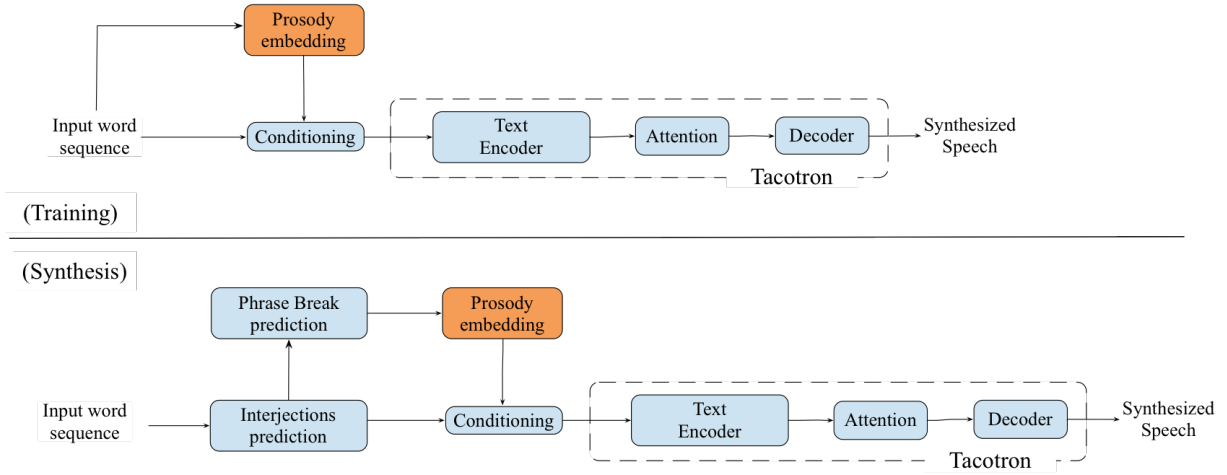 Prosody
embedding
Input word
sequence
Conditioning
Text
Encoder
Attention
Decoder
Synthesized
Speech
Tacotron
(Training)
(Synthesis)
Phrase Break
prediction
Prosody
embedding
Input word
sequence
Interjections
prediction
Conditioning
Text
Encoder
Attention
Decoder
Synthesized
Speech
Tacotron